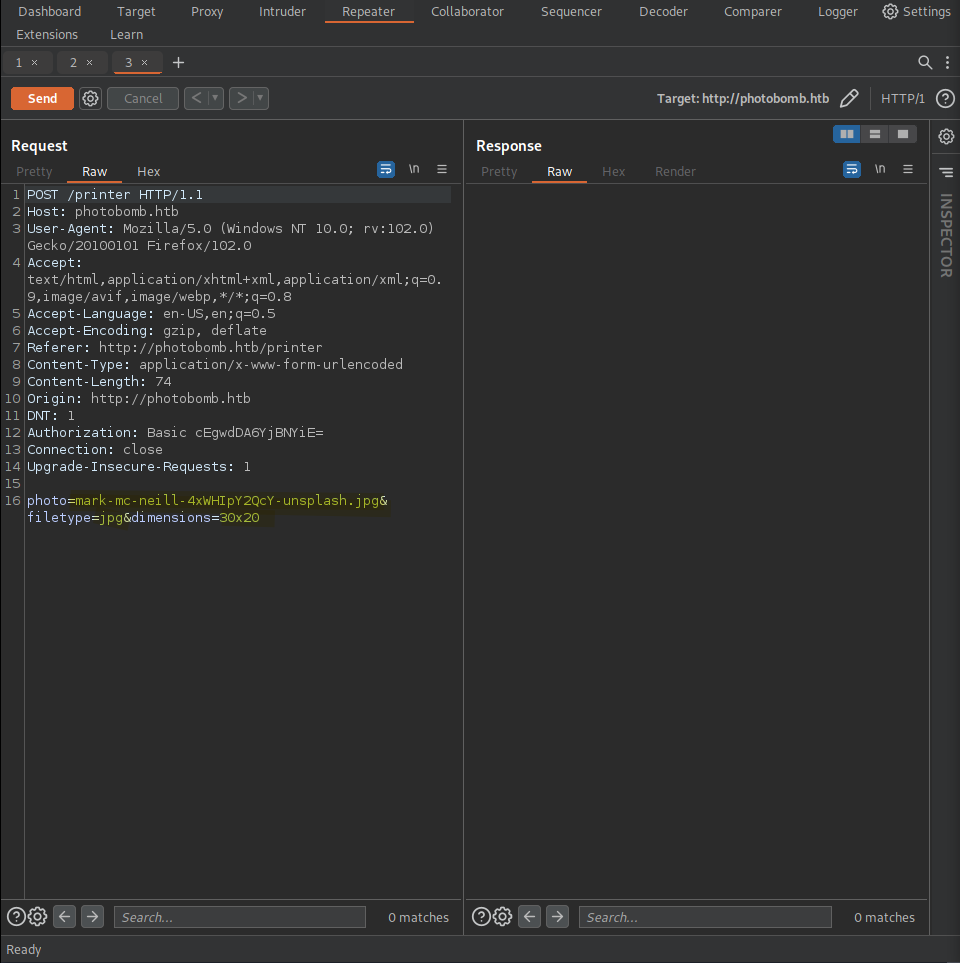 Dashboard Target Proxy Intruder Repeater Collaborator Sequencer Decoder Comparer Logger Settings
Extensions Learn
1 × 2 × 3 × +
Send Cancel < > Target: http://photobomb.htb HTTP/1 ?
Request
Pretty Raw Hex \n
1 POST /printer HTTP/1.1
2 Host: photobomb.htb
3 User-Agent: Mozilla/5.0 (Windows NT 10.0; rv:102.0)
Gecko/20100101 Firefox/102.0
4 Accept:
text/html,application/xhtml+xml,application/xml;q=0.
9,image/avif,image/webp,*/*;q=0.8
5 Accept-Language: en-US,en;q=0.5
6 Accept-Encoding: gzip, deflate
7 Referer: http://photobomb.htb/printer
8 Content-Type: application/x-www-form-urlencoded
9 Content-Length: 74
10 Origin: http://photobomb.htb
11 DNT: 1
12 Authorization: Basic cEgwdDA6YjBNYiE=
13 Connection: close
14 Upgrade-Insecure-Requests: 1
15
16 photo=mark-mc-neill-4xWHIpY2QcY-unsplash.jpg&
filetype=jpg&dimensions=30x20
? Search... 0 matches
Response
Pretty Raw Hex Render \n
? Search... 0 matches
INSPECTOR
Ready